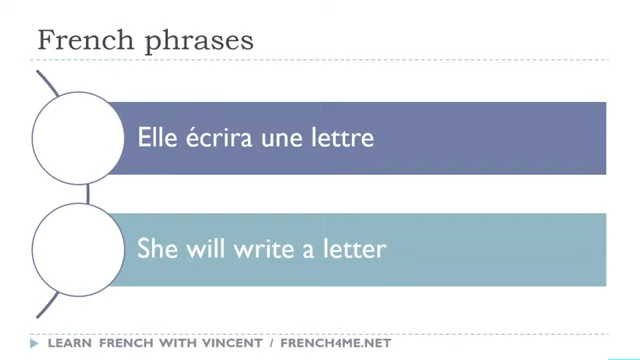 French phrases
Elle écrira une lettre
She will write a letter
LEARN FRENCH WITH VINCENT / FRENCH4ME.NET